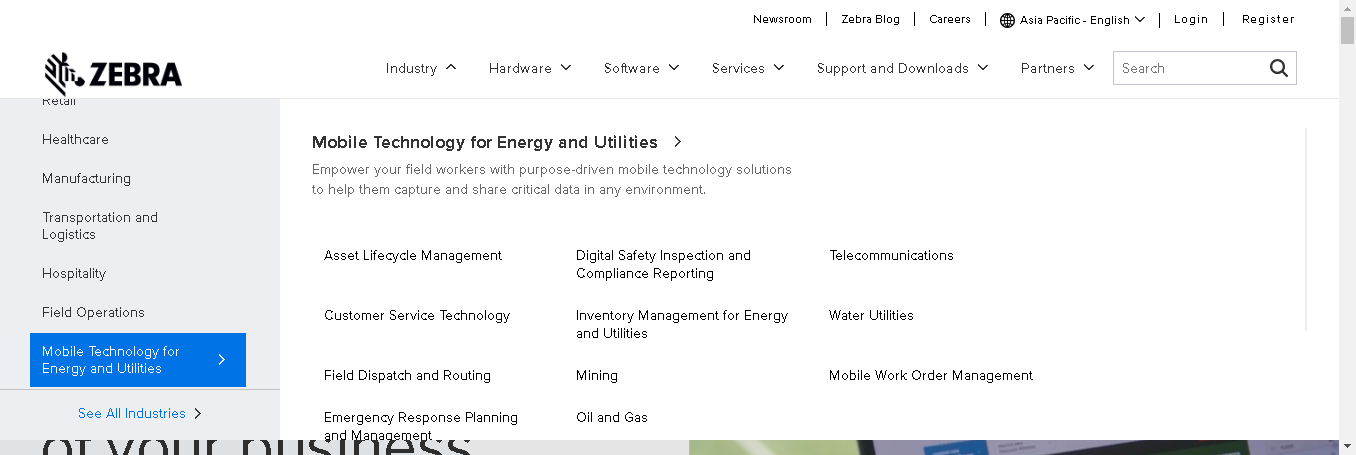 Newsroom
Zebra Blog
Careers
Asia Pacific - English
Login
Register
ZEBRA
Industry
Hardware
Software
Services
Support and Downloads
Partners
Search
Retail
Healthcare
Manufacturing
Transportation and
Logistics
Hospitality
Field Operations
Mobile Technology for
Energy and Utilities
See All Industries
Mobile Technology for Energy and Utilities
Empower your field workers with purpose-driven mobile technology solutions
to help them capture and share critical data in any environment.
Asset Lifecycle Management
Digital Safety Inspection and
Compliance Reporting
Telecommunications
Customer Service Technology
Inventory Management for Energy
and Utilities
Water Utilities
Field Dispatch and Routing
Mining
Mobile Work Order Management
Emergency Response Planning
and Management
Oil and Gas
of your business